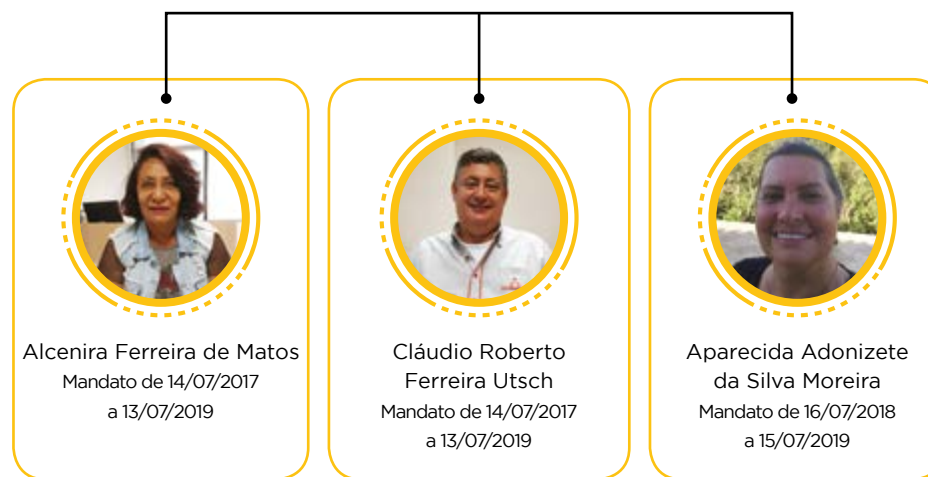 Alcenira Ferreira de Matos
Mandato de 14/07/2017
a 13/07/2019
Cláudio Roberto
Ferreira Utsch
Mandato de 14/07/2017
a 13/07/2019
Aparecida Adonizete
da Silva Moreira
Mandato de 16/07/2018
a 15/07/2019